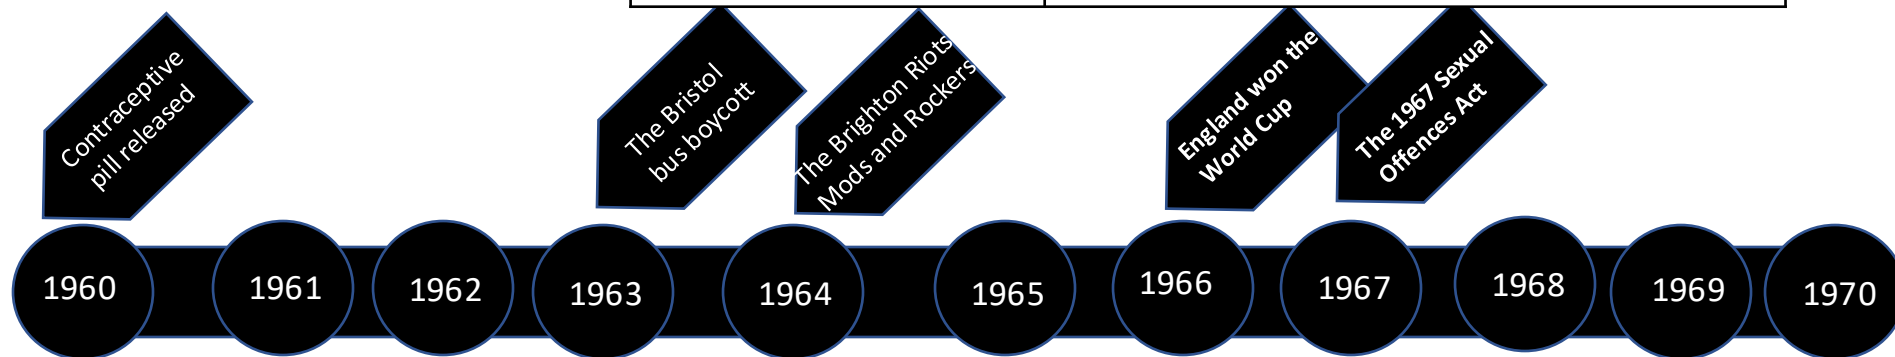 Contraceptive
pill released
The Bristol
bus boycott
The Brighton Riots
Mods and Rockers
England won the
World Cup
The 1967 Sexual
Offences Act
1960
1961
1962
1963
1964
1965
1966
1967
1968
1969
1970